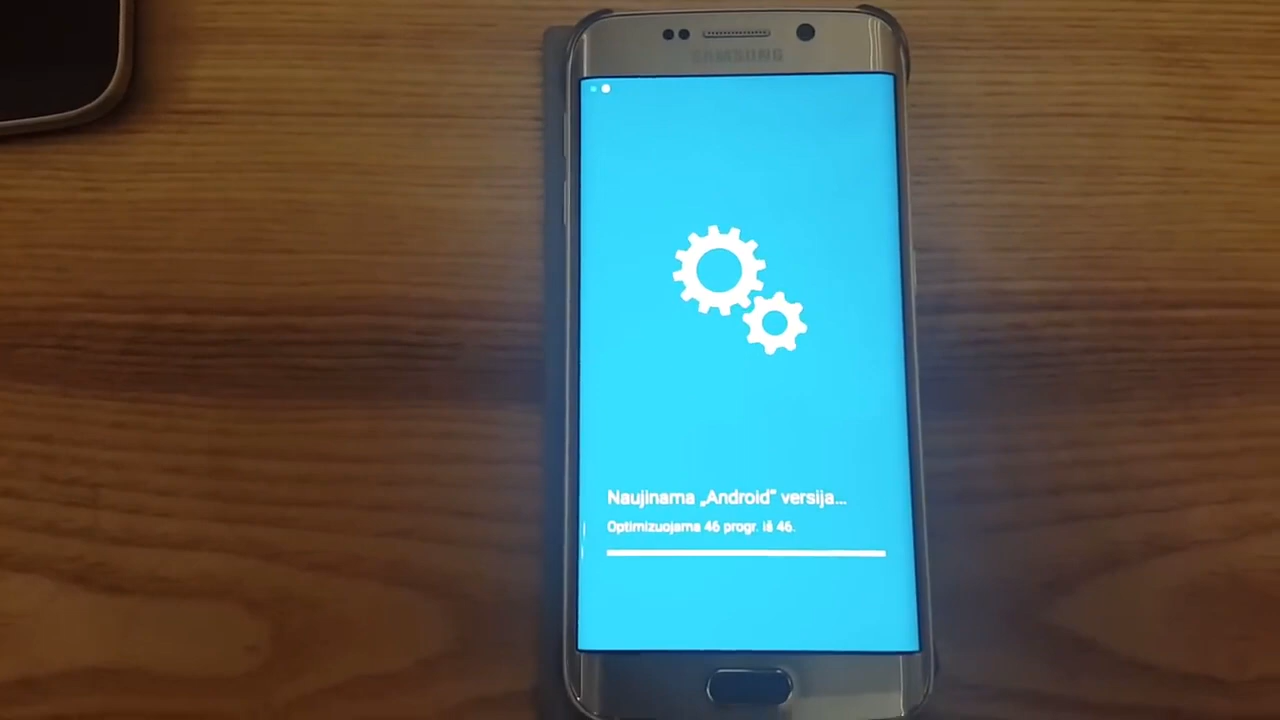 SAMSUNG
Naujinama „Android“ versija...
Optimizuojama 46 progr. iš 46.